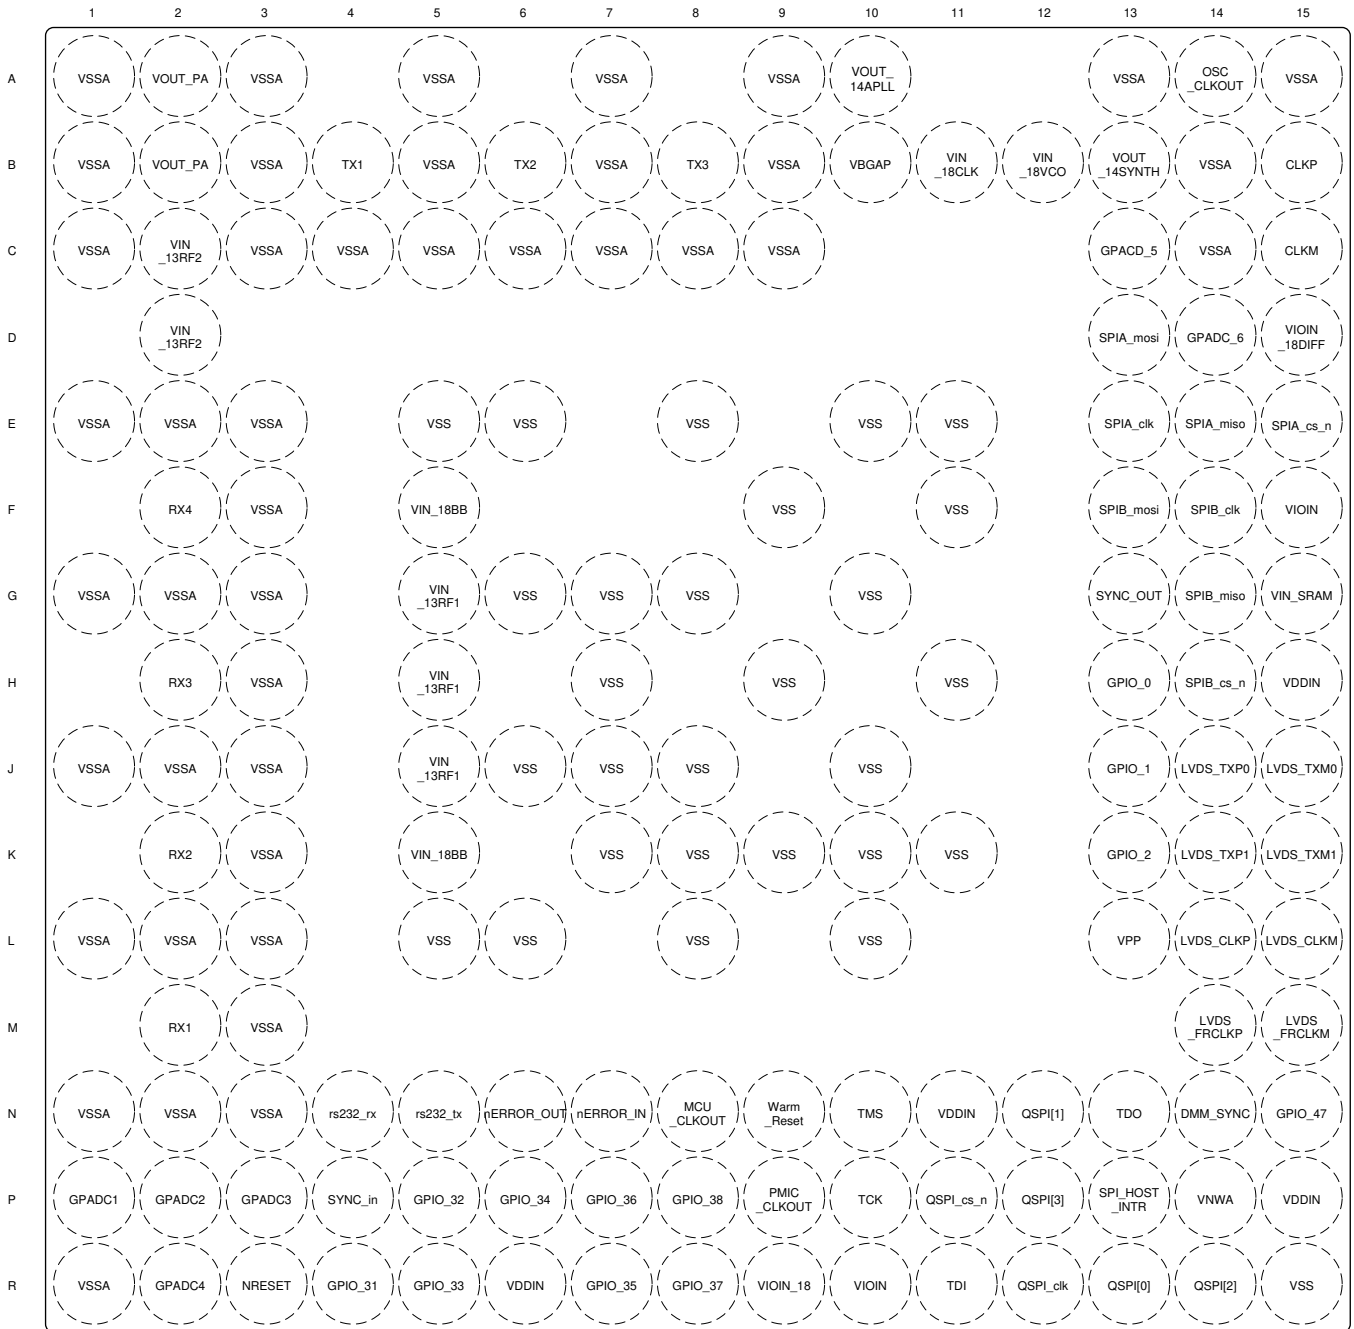 1 2 3 4 5 6 7 8 9 10 11 12 13 14 15
A VSSA VOUT_PA VSSA VSSA VSSA VSSA VOUT_ 14APLL VSSA OSC _CLKOUT VSSA
B VSSA VOUT_PA VSSA TX1 VSSA TX2 VSSA TX3 VSSA VBGAP VIN _18CLK VIN _18VCO VOUT _14SYNTH VSSA CLKP
C VSSA VIN _13RF2 VSSA VSSA VSSA VSSA VSSA VSSA VSSA GPACD_5 VSSA CLKM
D VIN _13RF2 SPIA_mosi GPADC_6 VIOIN _18DIFF
E VSSA VSSA VSSA VSS VSS VSS VSS VSS SPIA_clk SPIA_miso SPIA_cs_n
F RX4 VSSA VIN_18BB VSS VSS SPIB_mosi SPIB_clk VIOIN
G VSSA VSSA VSSA VIN _13RF1 VSS VSS VSS VSS SYNC_OUT SPIB_miso VIN_SRAM
H RX3 VSSA VIN _13RF1 VSS VSS VSS GPIO_0 SPIB_cs_n VDDIN
J VSSA VSSA VSSA VIN _13RF1 VSS VSS VSS VSS GPIO_1 LVDS_TXP0 LVDS_TXM0
K RX2 VSSA VIN_18BB VSS VSS VSS VSS VSS GPIO_2 LVDS_TXP1 LVDS_TXM1
L VSSA VSSA VSSA VSS VSS VSS VSS VPP LVDS_CLKP LVDS_CLKM
M RX1 VSSA LVDS _FRCLKP LVDS _FRCLKM
N VSSA VSSA VSSA rs232_rx rs232_tx nERROR_OUT nERROR_IN MCU _CLKOUT Warm _Reset TMS VDDIN QSPI[1] TDO DMM_SYNC GPIO_47
P GPADC1 GPADC2 GPADC3 SYNC_in GPIO_32 GPIO_34 GPIO_36 GPIO_38 PMIC _CLKOUT TCK QSPI_cs_n QSPI[3] SPI_HOST _INTR VNWA VDDIN
R VSSA GPADC4 NRESET GPIO_31 GPIO_33 VDDIN GPIO_35 GPIO_37 VIOIN_18 VIOIN TDI QSPI_clk QSPI[0] QSPI[2] VSS